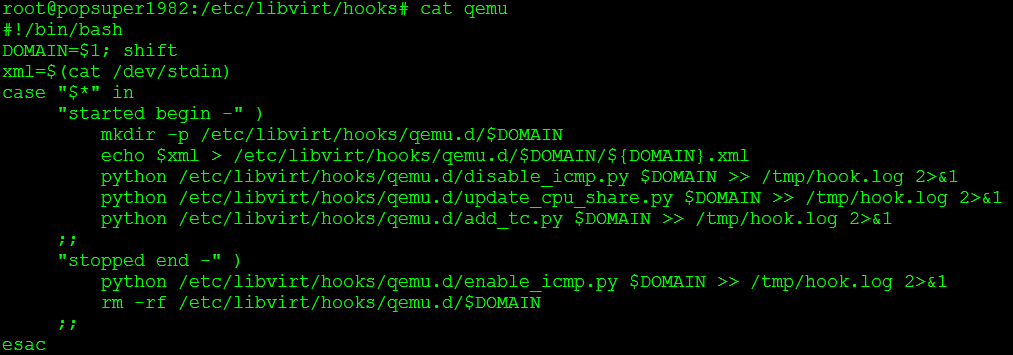 root@popsuper1982:/etc/libvirt/hooks# cat qemu
#!/bin/bash
DOMAIN=$1; shift
xml=$(cat /dev/stdin)
case "$*" in
     "started begin -" )
         mkdir -p /etc/libvirt/hooks/qemu.d/$DOMAIN
         echo $xml > /etc/libvirt/hooks/qemu.d/$DOMAIN/${DOMAIN}.xml
         python /etc/libvirt/hooks/qemu.d/disable_icmp.py $DOMAIN >> /tmp/hook.log 2>&1
         python /etc/libvirt/hooks/qemu.d/update_cpu_share.py $DOMAIN >> /tmp/hook.log 2>&1
         python /etc/libvirt/hooks/qemu.d/add_tc.py $DOMAIN >> /tmp/hook.log 2>&1
     ;;
     "stopped end -" )
         python /etc/libvirt/hooks/qemu.d/enable_icmp.py $DOMAIN >> /tmp/hook.log 2>&1
         rm -rf /etc/libvirt/hooks/qemu.d/$DOMAIN
     ;;
esac